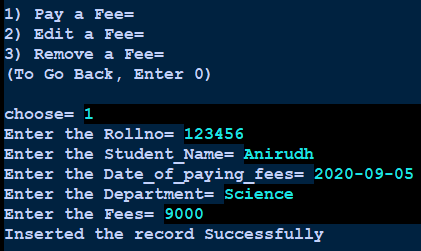 1) Pay a Fee=
2) Edit a Fee=
3) Remove a Fee=
(To Go Back, Enter 0)
choose= 1
Enter the Rollno= 123456
Enter the Student_Name= Anirudh
Enter the Date_of_paying_fees= 2020-09-05
Enter the Department= Science
Enter the Fees= 9000
Inserted the record Successfully